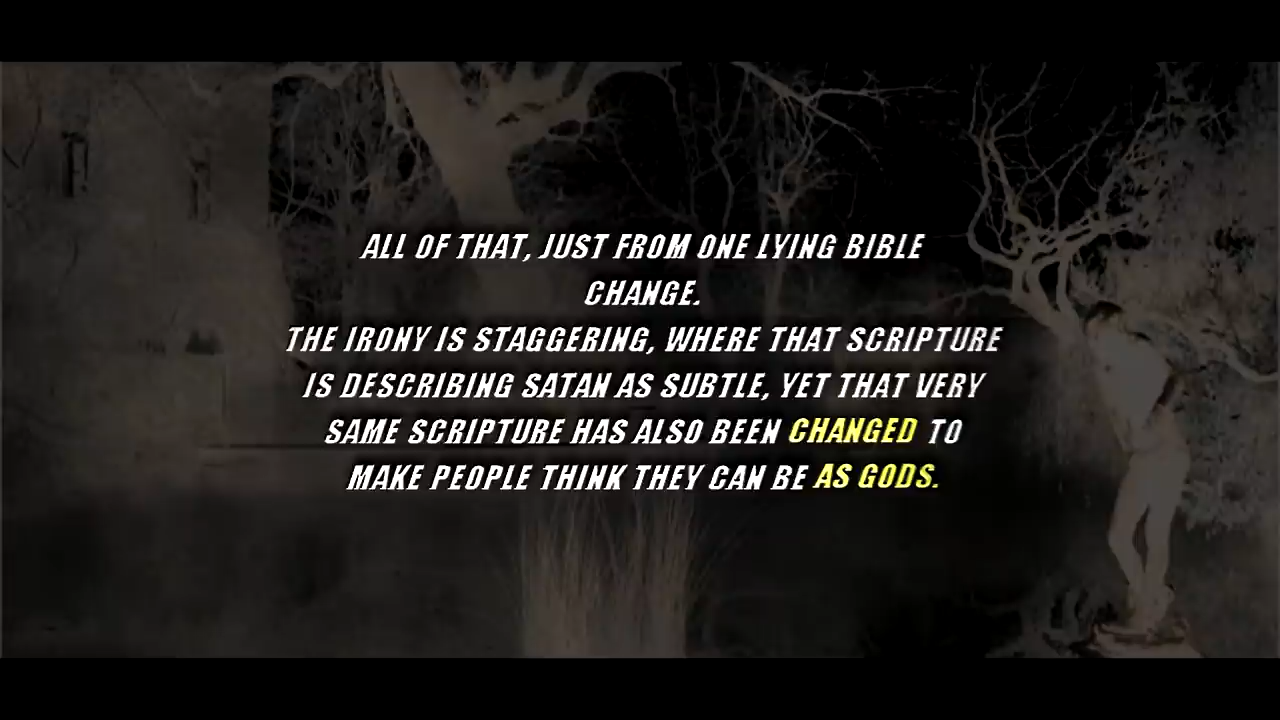 ALL OF THAT, JUST FROM ONE LYING BIBLE
CHANGE.
THE IRONY IS STAGGERING, WHERE THAT SCRIPTURE
IS DESCRIBING SATAN AS SUBTLE, YET THAT VERY
SAME SCRIPTURE HAS ALSO BEEN CHANGED TO
MAKE PEOPLE THINK THEY CAN BE AS GODS.